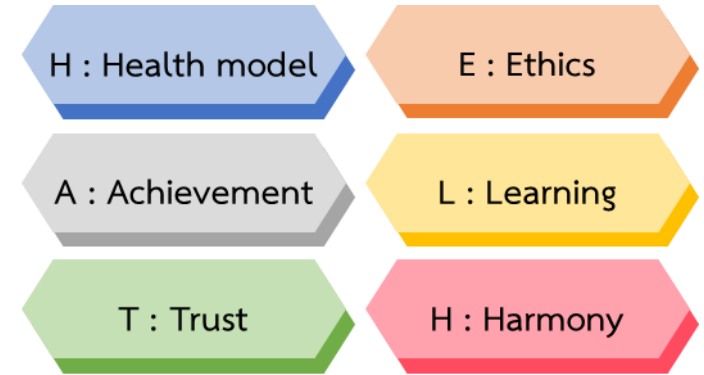 H : Health model
E : Ethics
A : Achievement
L : Learning
T : Trust
H : Harmony